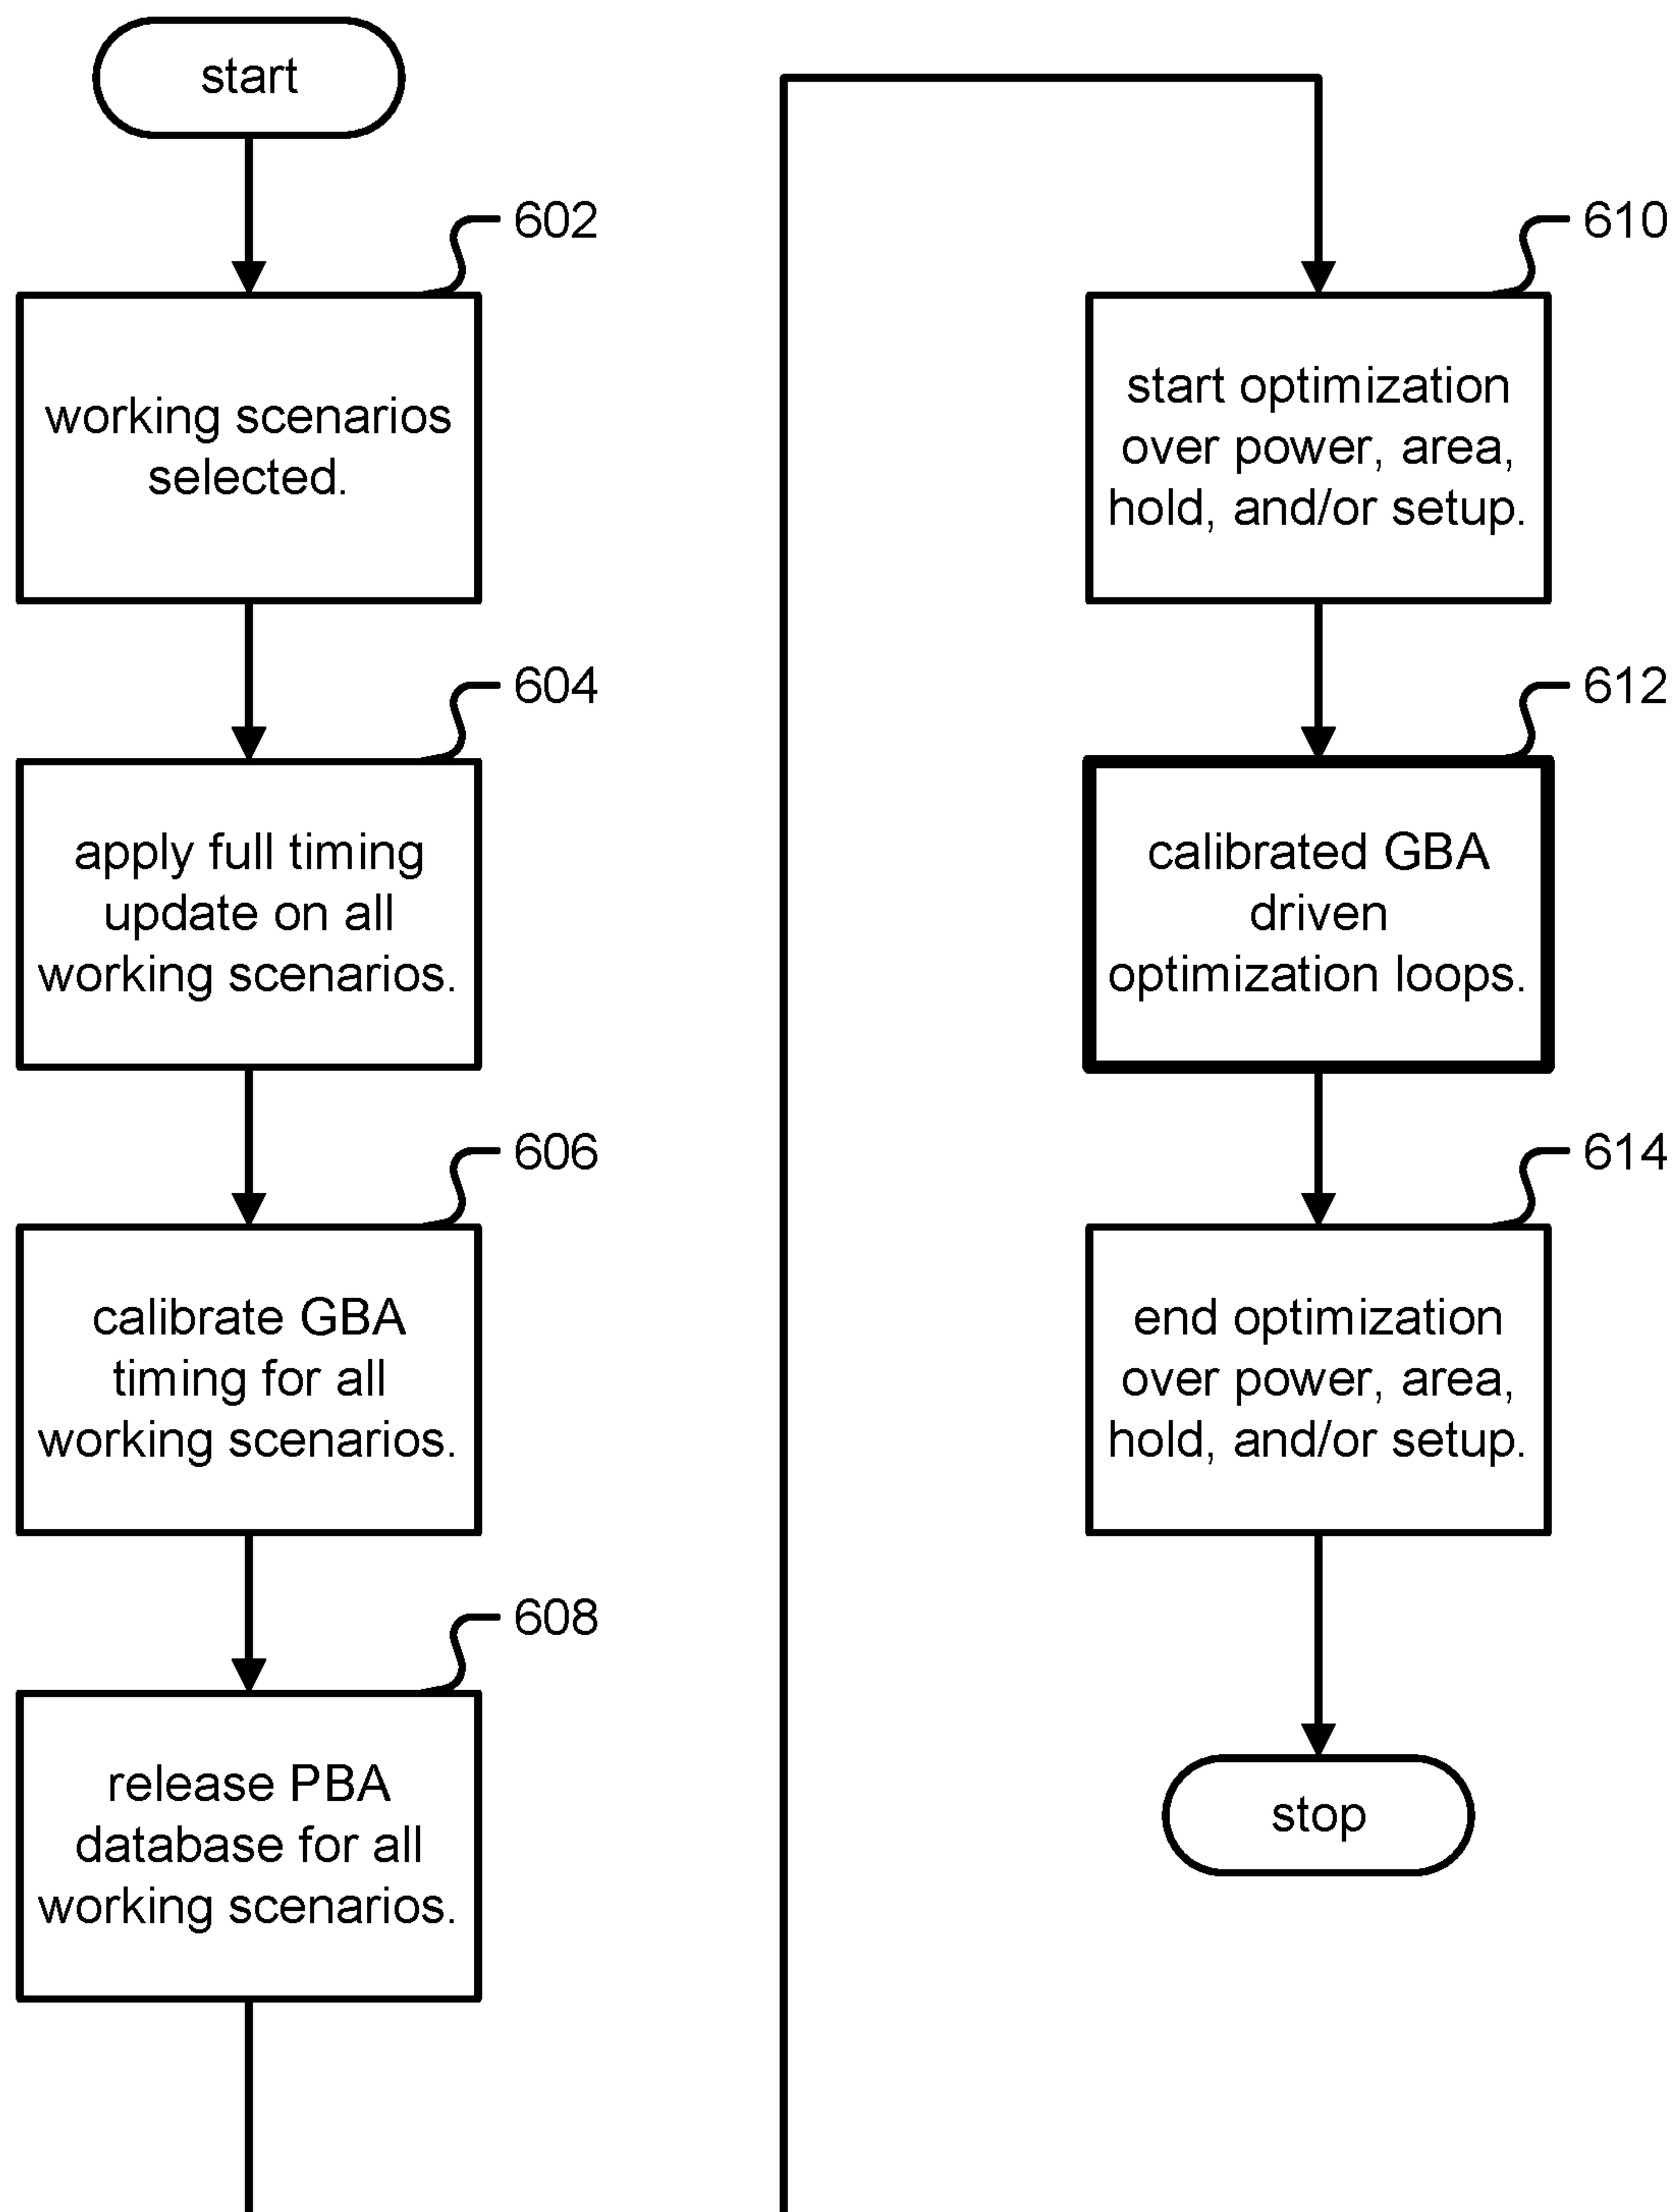 start
602
working scenarios
selected.
604
apply full timing
update on all
working scenarios.
606
calibrate GBA
timing for all
working scenarios.
608
release PBA
database for all
working scenarios.
610
start optimization
over power, area,
hold, and/or setup.
612
calibrated GBA
driven
optimization loops.
614
end optimization
over power, area,
hold, and/or setup.
stop